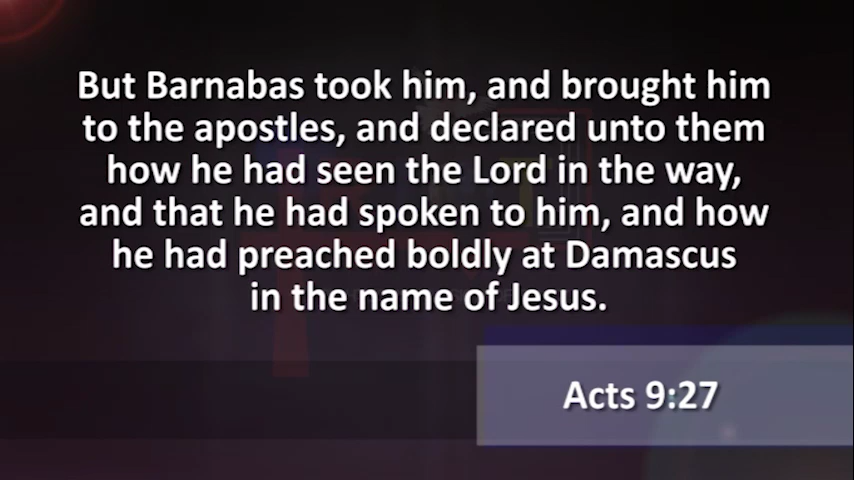 But Barnabas took him, and brought him
to the apostles, and declared unto them
how he had seen the Lord in the way,
and that he had spoken to him, and how
he had preached boldly at Damascus
in the name of Jesus.
Acts 9:27